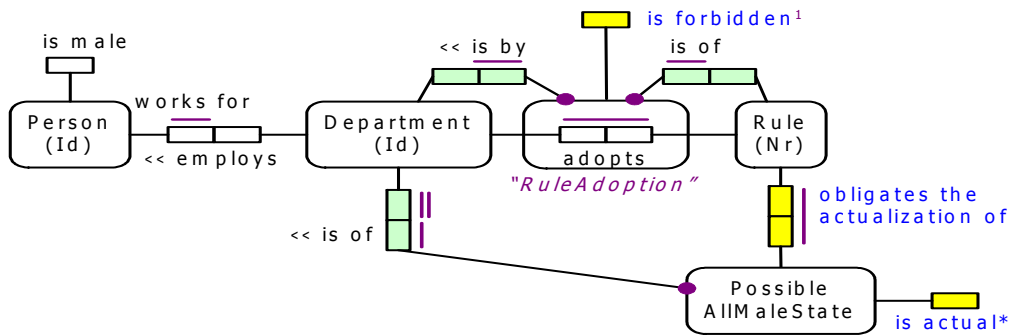 is forbidden¹
is male
<< is by
is of
works for
Person
(Id)
Department
(Id)
Rule
(Nr)
<< employs
adopts
"RuleAdoption"
obligates the
actualization of
<< is of
Possible
AllMaleState
is actual*